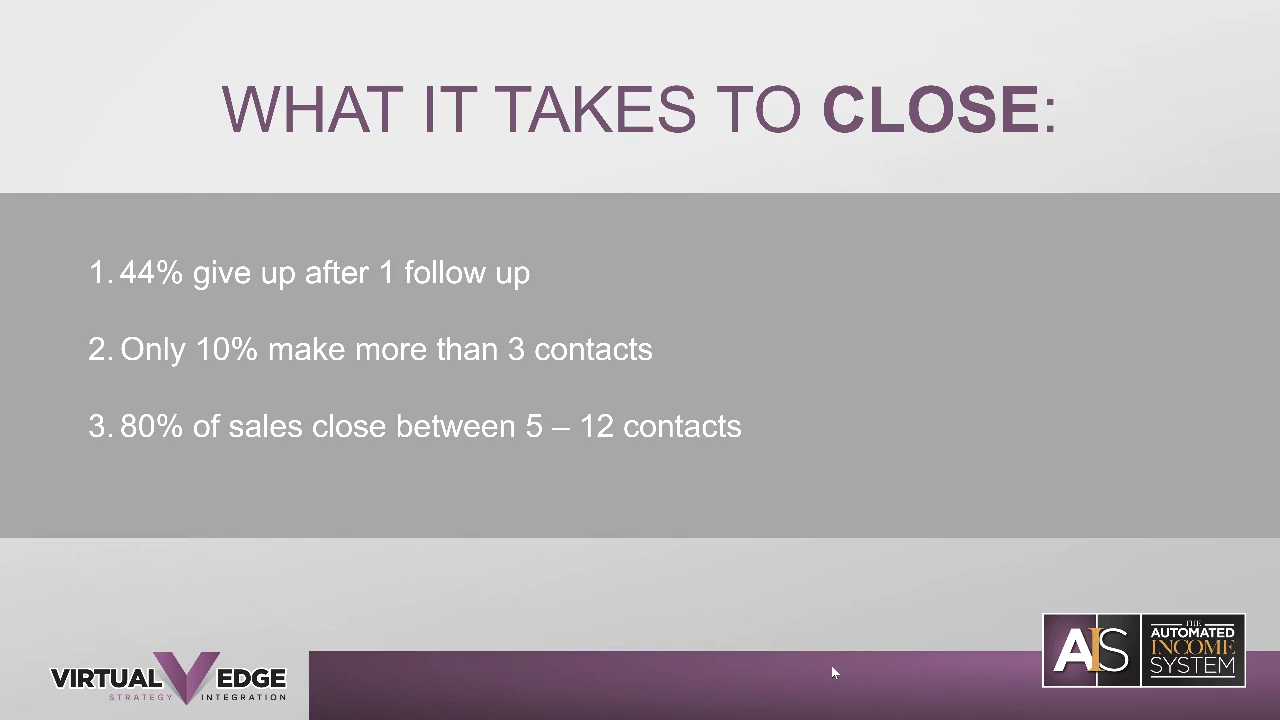 WHAT IT TAKES TO CLOSE:
1. 44% give up after 1 follow up
2. Only 10% make more than 3 contacts
3. 80% of sales close between 5 – 12 contacts
VIRTUAL V EDGE
STRATEGY INTEGRATION
AIS
THE
AUTOMATED
INCOME
SYSTEM